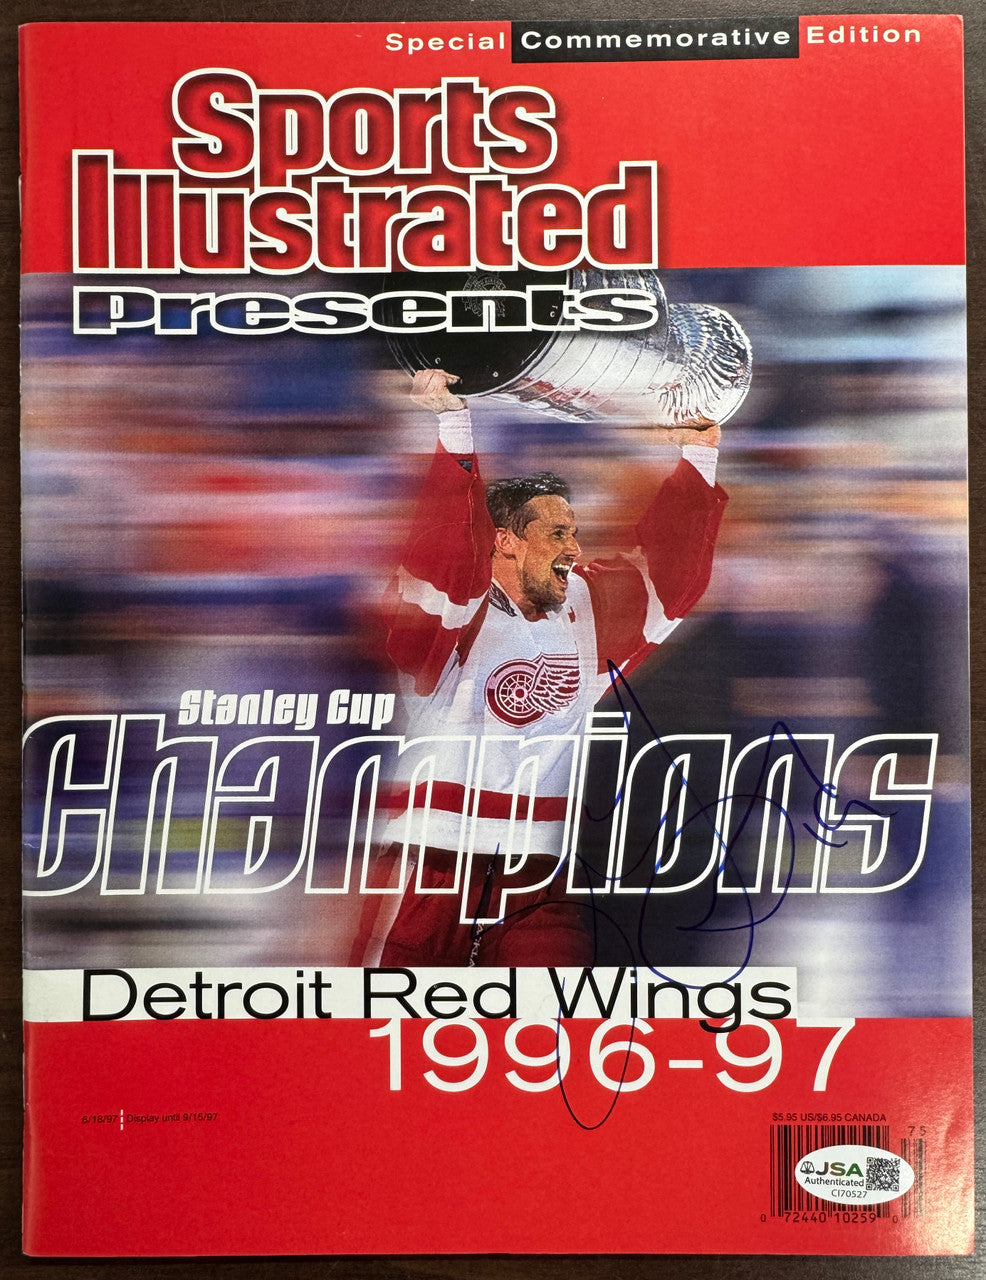 Special Commemorative Edition
Sports
Illustrated
Presents
Stanley Cup
Champions
Detroit Red Wings
1996-97
6/18/97 Display until 9/15/97
$5.95 US/$6.95 CANADA
75
JSA
Authenticated
CI70527
0 72440 10259 0